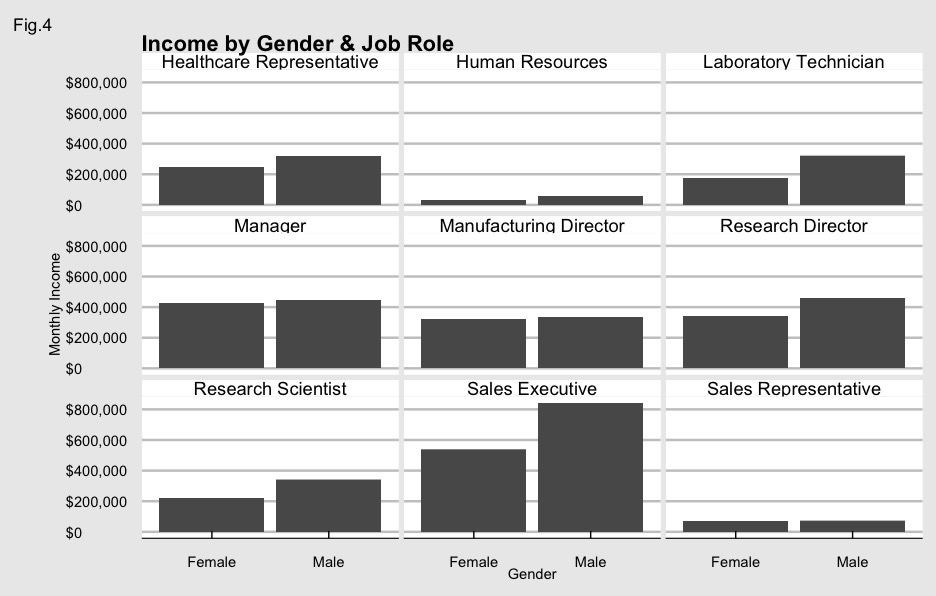 Fig.4
Income by Gender & Job Role
Healthcare Representative Human Resources Laboratory Technician
$800,000
$600,000
$400,000
$200,000
$0
Manager Manufacturing Director Research Director
$800,000
$600,000
$400,000
$200,000
$0
Monthly Income
Research Scientist Sales Executive Sales Representative
$800,000
$600,000
$400,000
$200,000
$0
Female Male Female Male Female Male
Gender